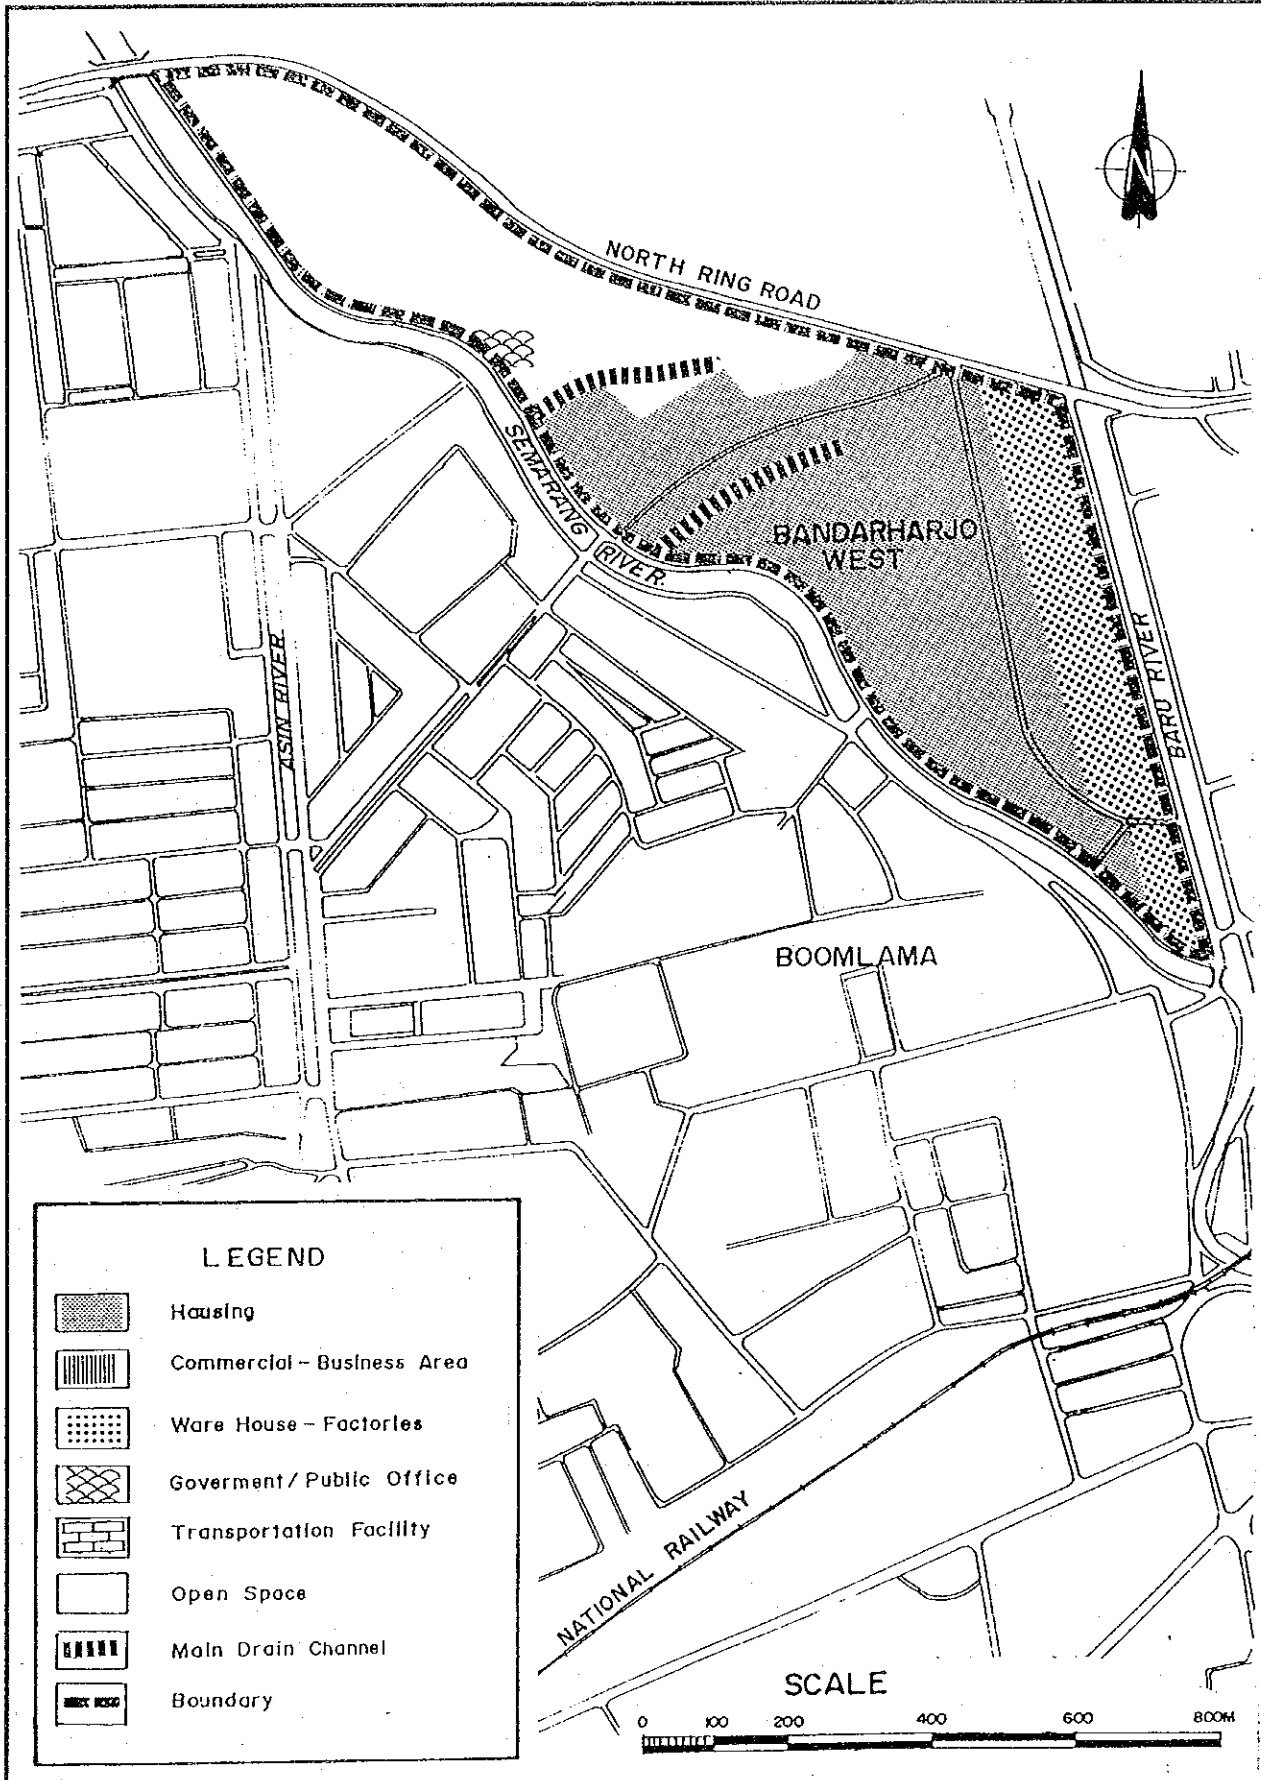 N
NORTH RING ROAD
SEMARANG RIVER
BANDARHARJO
WEST
ASIN RIVER
BARU RIVER
BOOMLAMA
LEGEND
Housing
Commercial - Business Area
Ware House - Factories
Goverment / Public Office
Transportation Facility
Open Space
Main Drain Channel
Boundary
NATIONAL RAILWAY
SCALE
0 100 200 400 600 800M